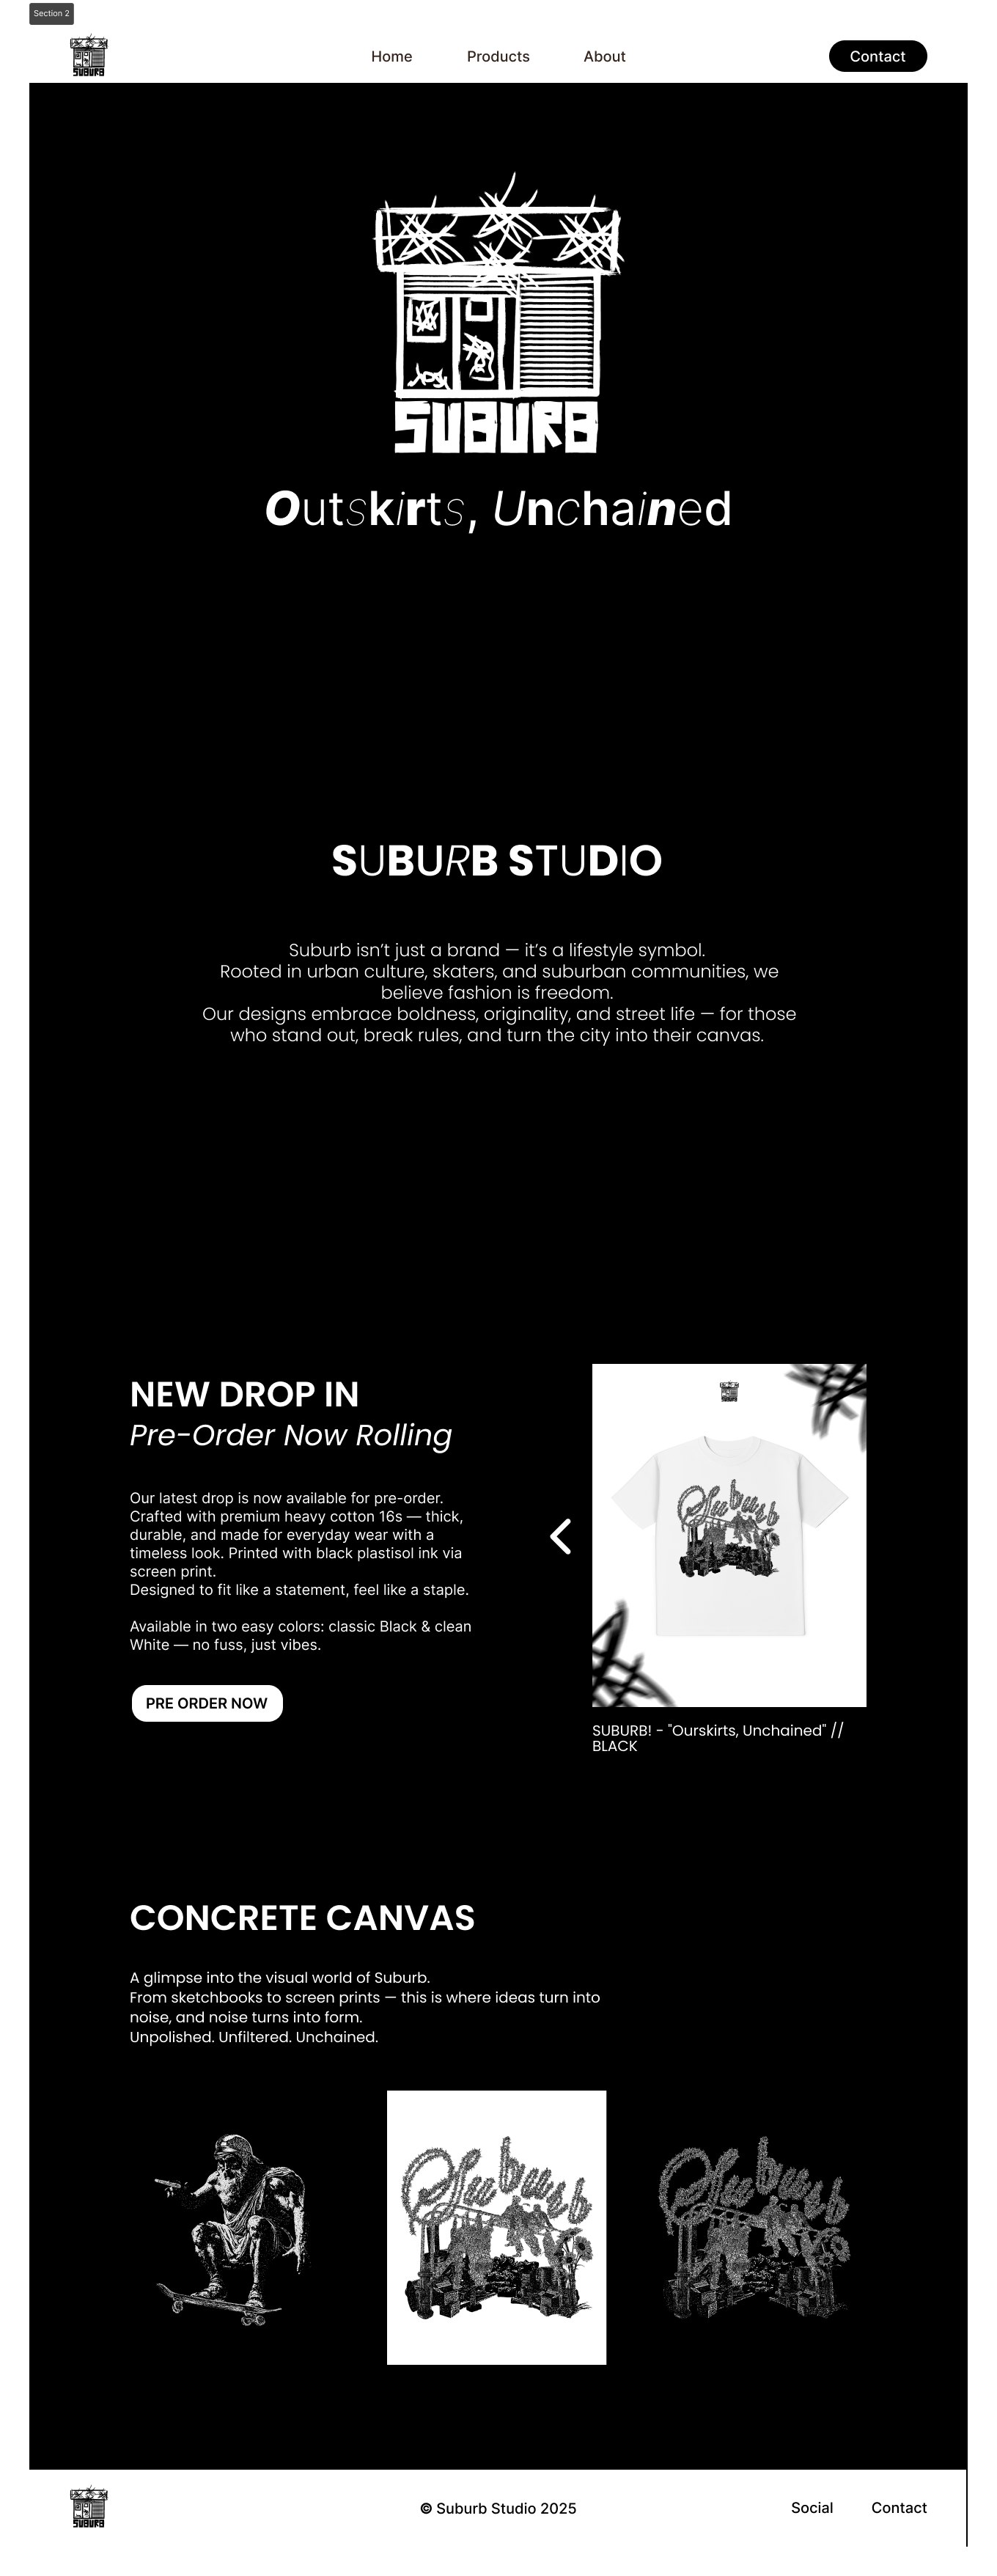 Section 2
SUBURB
Home Products About Contact
SUBURB
Outskirts, Unchained
SUBURB STUDIO
Suburb isn’t just a brand — it’s a lifestyle symbol.
Rooted in urban culture, skaters, and suburban communities, we
believe fashion is freedom.
Our designs embrace boldness, originality, and street life — for those
who stand out, break rules, and turn the city into their canvas.
NEW DROP IN
Pre-Order Now Rolling
Our latest drop is now available for pre-order.
Crafted with premium heavy cotton 16s — thick,
durable, and made for everyday wear with a
timeless look. Printed with black plastisol ink via
screen print.
Designed to fit like a statement, feel like a staple.
Available in two easy colors: classic Black & clean
White — no fuss, just vibes.
PRE ORDER NOW
Suburb
SUBURB! - "Ourskirts, Unchained" //
BLACK
CONCRETE CANVAS
A glimpse into the visual world of Suburb.
From sketchbooks to screen prints — this is where ideas turn into
noise, and noise turns into form.
Unpolished. Unfiltered. Unchained.
Suburb
Suburb
SUBURB
© Suburb Studio 2025
Social Contact